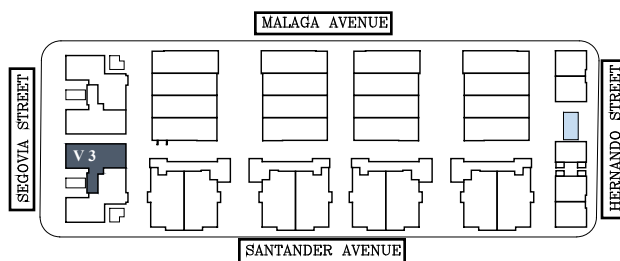 MALAGA AVENUE
SEGOVIA STREET
HERNANDO STREET
V 3
SANTANDER AVENUE